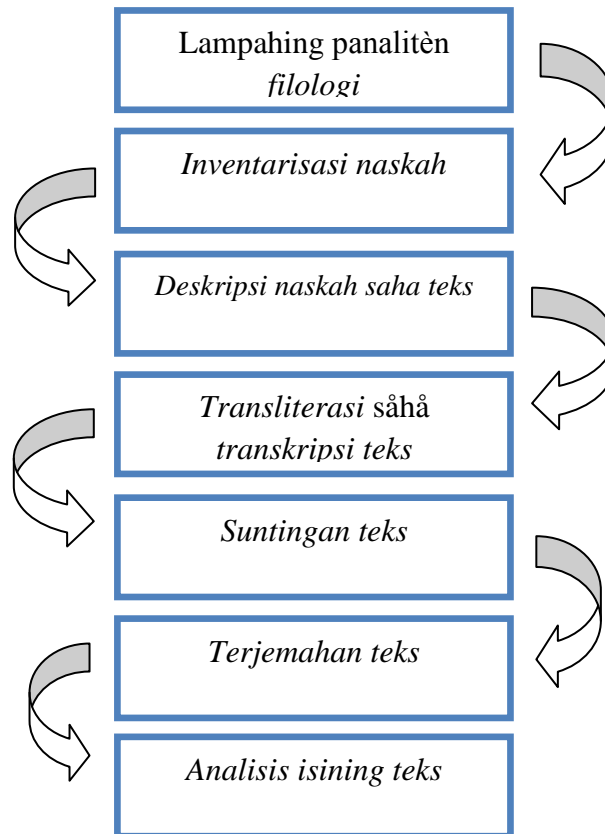 Lampahing panalitèn
filologi
Inventarisasi naskah
Deskripsi naskah saha teks
Transliterasi såhå
transkripsi teks
Suntingan teks
Terjemahan teks
Analisis isining teks